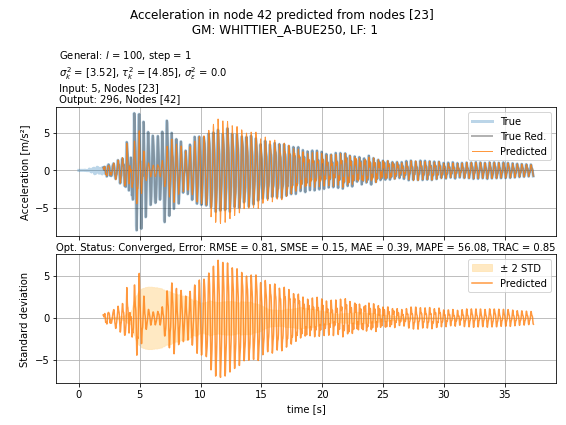 Acceleration in node 42 predicted from nodes [23]
GM: WHITTIER_A-BUE250, LF: 1
General: l = 100, step = 1
σ²ₖ = [3.52], τ²ₖ = [4.85], σ²ε = 0.0
Input: 5, Nodes [23]
Output: 296, Nodes [42]
Acceleration [m/s²]
5
0
−5
True
True Red.
Predicted
Opt. Status: Converged, Error: RMSE = 0.81, SMSE = 0.15, MAE = 0.39, MAPE = 56.08, TRAC = 0.85
Standard deviation
5
0
−5
± 2 STD
Predicted
0 5 10 15 20 25 30 35
time [s]